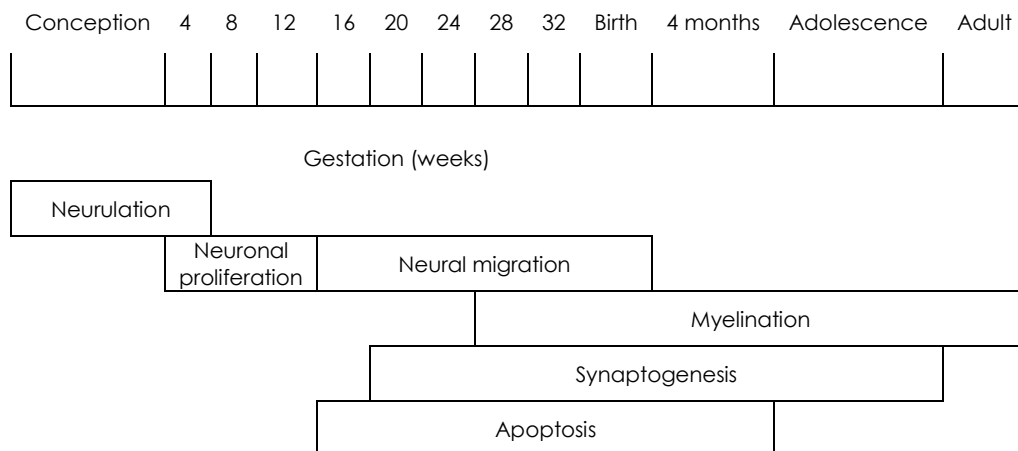 Conception 4 8 12 16 20 24 28 32 Birth 4 months Adolescence Adult
Gestation (weeks)
Neurulation
Neuronal
proliferation
Neural migration
Myelination
Synaptogenesis
Apoptosis